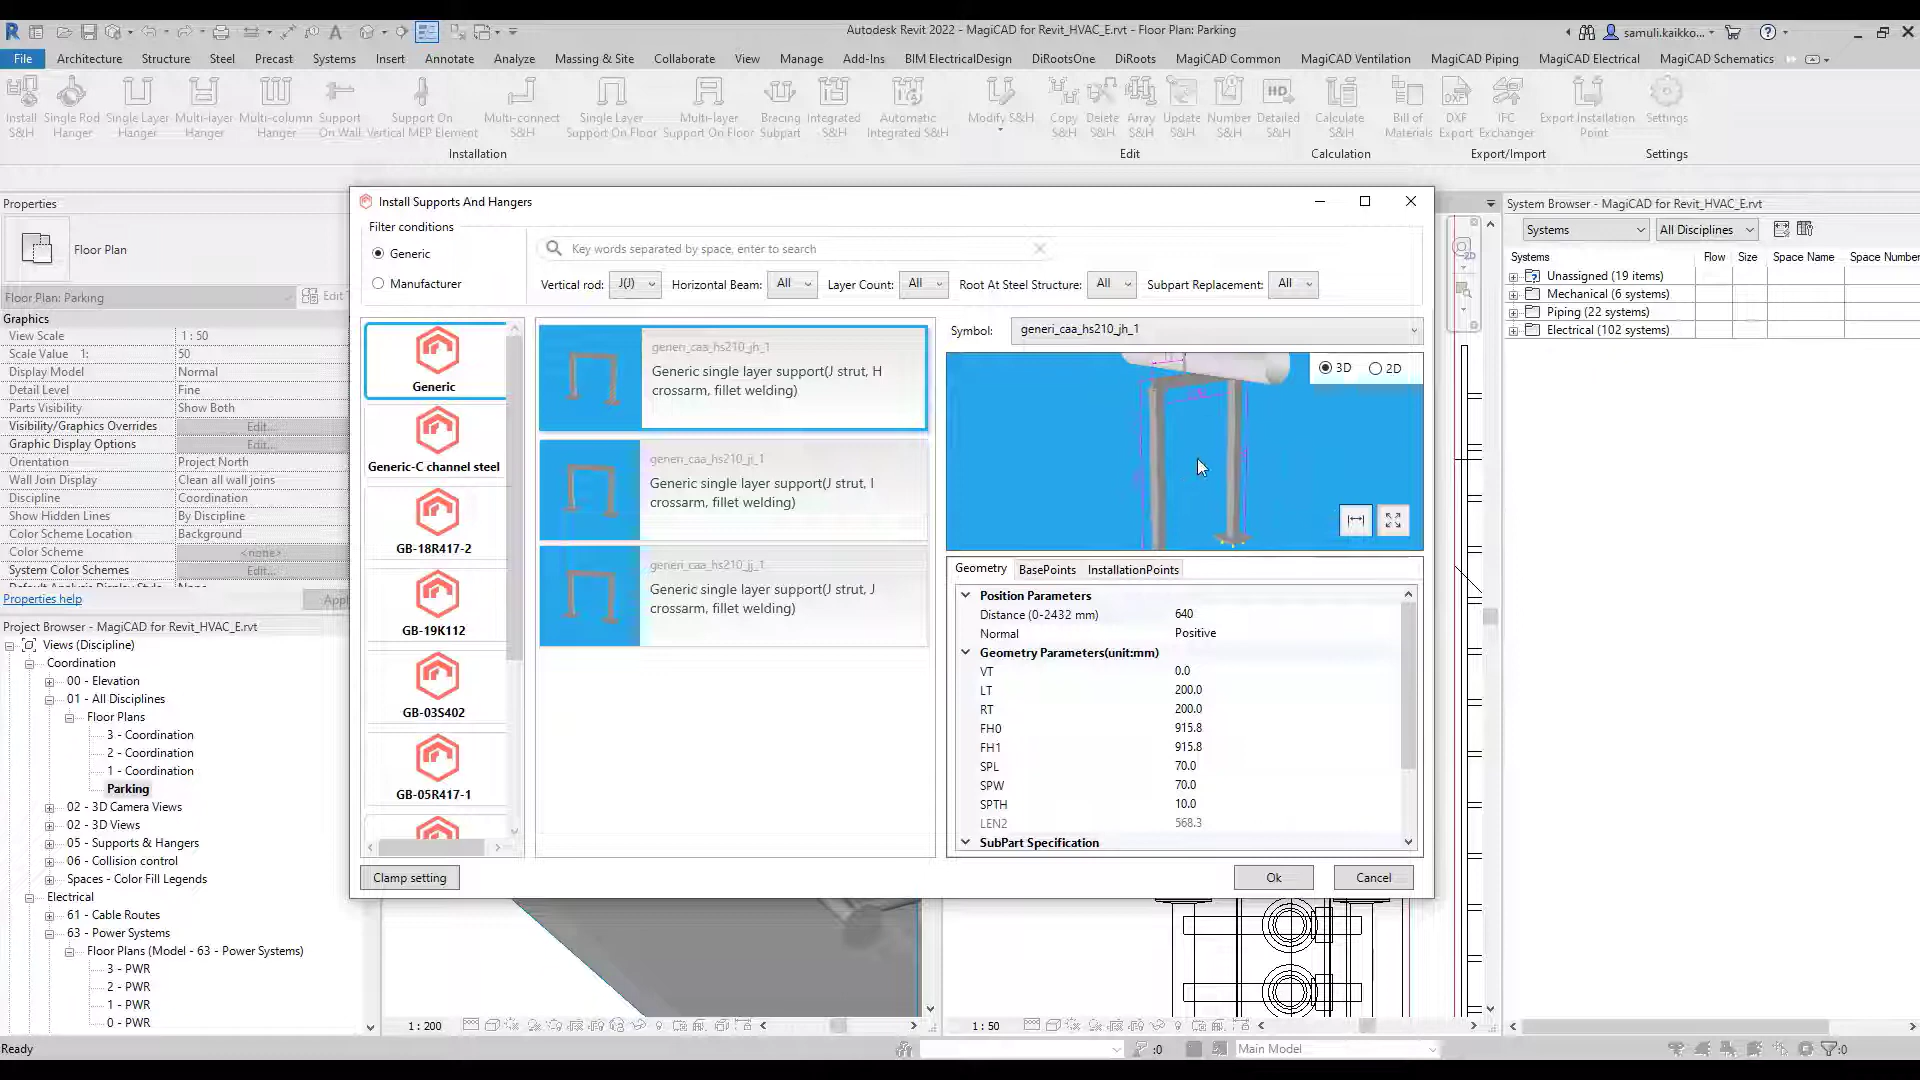 Autodesk Revit 2022 - MagiCAD for Revit_HVAC_E.rvt - Floor Plan: Parking
samuli.kaikko...
File Architecture Structure Steel Precast Systems Insert Annotate Analyze Massing & Site Collaborate View Manage Add-Ins BIM ElectricalDesign DiRootsOne DiRoots MagiCAD Common MagiCAD Ventilation MagiCAD Piping MagiCAD Electrical MagiCAD Schematics
Install S&H
Single Rod Hanger
Single Layer Hanger
Multi-layer Hanger
Multi-column Hanger
Support On Wall
Support On Vertical MEP Element
Multi-connect S&H
Single Layer Support On Floor
Multi-layer Support On Floor
Bracing Subpart
Integrated S&H
Automatic Integrated S&H
Modify S&H
Copy S&H
Delete S&H
Array S&H
Update S&H
Number S&H
Detailed S&H
Calculate S&H
Bill of Materials
DXF Export
IFC Exchanger
Export Installation Point
Settings
Installation Edit Calculation Export/Import Settings
Properties
Floor Plan
Floor Plan: Parking Edit
Graphics
View Scale 1 : 50
Scale Value 1: 50
Display Model Normal
Detail Level Fine
Parts Visibility Show Both
Visibility/Graphics Overrides Edit...
Graphic Display Options Edit...
Orientation Project North
Wall Join Display Clean all wall joins
Discipline Coordination
Show Hidden Lines By Discipline
Color Scheme Location Background
Color Scheme <none>
System Color Schemes Edit...
Properties help Appl
Project Browser - MagiCAD for Revit_HVAC_E.rvt
Views (Discipline)
Coordination
00 - Elevation
01 - All Disciplines
Floor Plans
3 - Coordination
2 - Coordination
1 - Coordination
Parking
02 - 3D Camera Views
02 - 3D Views
05 - Supports & Hangers
06 - Collision control
Spaces - Color Fill Legends
Electrical
61 - Cable Routes
63 - Power Systems
Floor Plans (Model - 63 - Power Systems)
3 - PWR
2 - PWR
1 - PWR
0 - PWR
Install Supports And Hangers
Filter conditions
Generic
Manufacturer
Key words separated by space, enter to search
Vertical rod: J(J) Horizontal Beam: All Layer Count: All Root At Steel Structure: All Subpart Replacement: All
Generic
Generic-C channel steel
GB-18R417-2
GB-19K112
GB-03S402
GB-05R417-1
generi_caa_hs210_jh_1
Generic single layer support(J strut, H
crossarm, fillet welding)
generi_caa_hs210_ji_1
Generic single layer support(J strut, I
crossarm, fillet welding)
generi_caa_hs210_jj_1
Generic single layer support(J strut, J
crossarm, fillet welding)
Symbol: generi_caa_hs210_jh_1
3D 2D
Geometry BasePoints InstallationPoints
Position Parameters
Distance (0-2432 mm) 640
Normal Positive
Geometry Parameters(unit:mm)
VT 0.0
LT 200.0
RT 200.0
FH0 915.8
FH1 915.8
SPL 70.0
SPW 70.0
SPTH 10.0
LEN2 568.3
SubPart Specification
Clamp setting Ok Cancel
System Browser - MagiCAD for Revit_HVAC_E.rvt
Systems All Disciplines
Systems Flow Size Space Name Space Number
Unassigned (19 items)
Mechanical (6 systems)
Piping (22 systems)
Electrical (102 systems)
1 : 200
1 : 50
Ready :0 Main Model :0